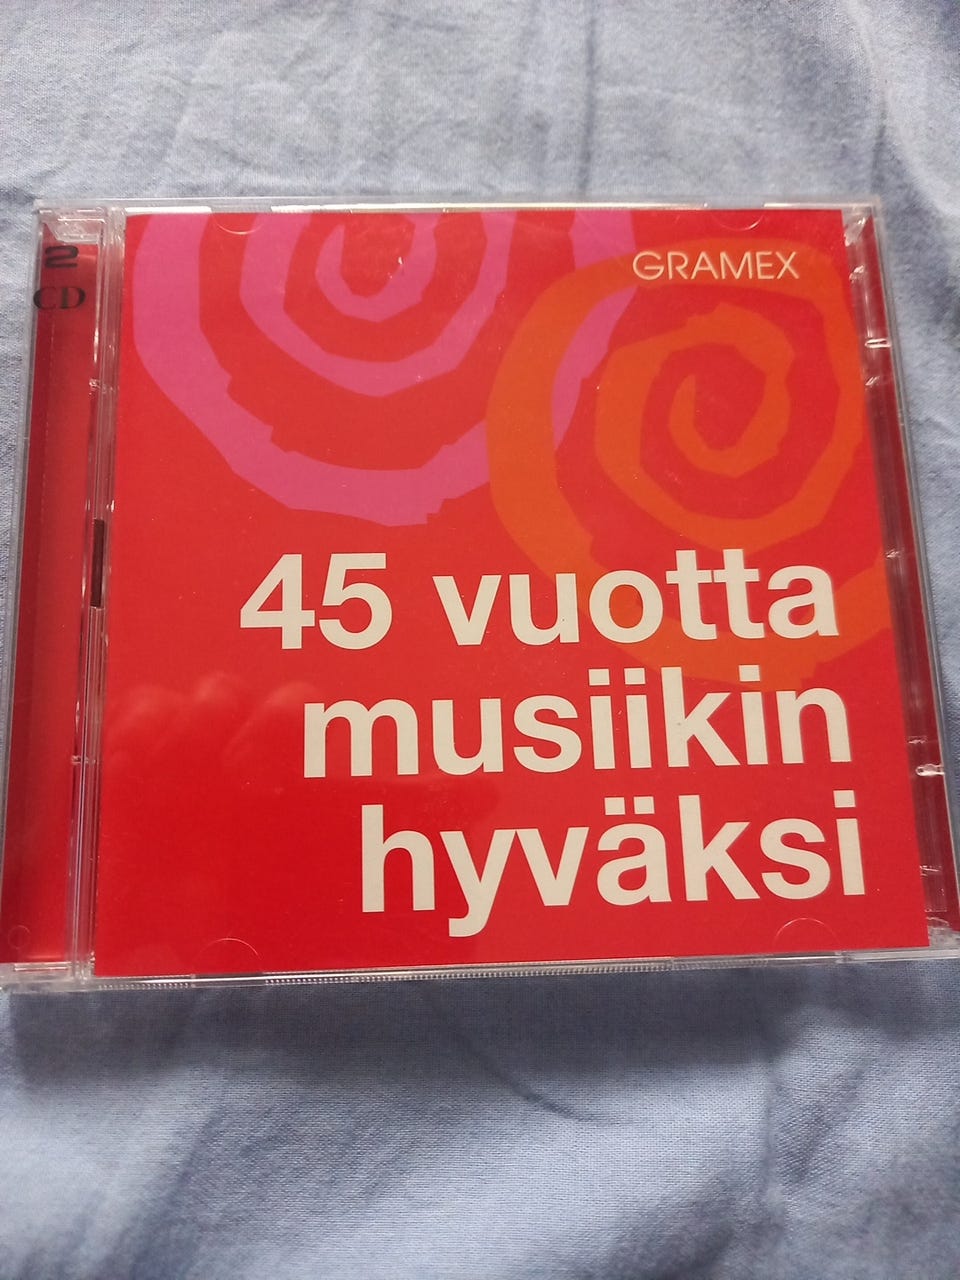 2
CD
GRAMEX
45 vuotta
musiikin
hyväksi